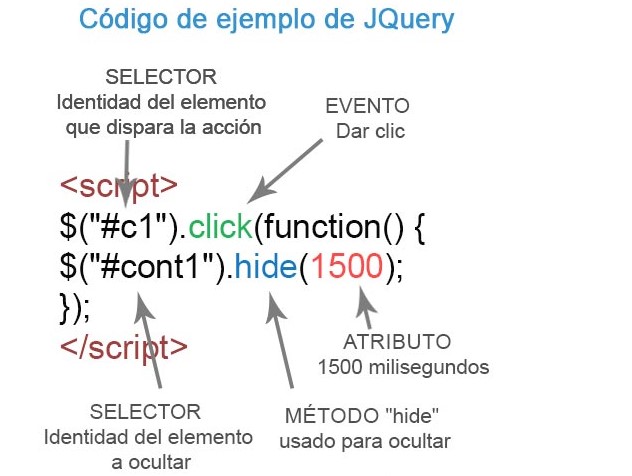 Código de ejemplo de JQuery
SELECTOR
Identidad del elemento
que dispara la acción
EVENTO
Dar clic
<script>
$("#c1").click(function() {
$("#cont1").hide(1500);
});
</script>
ATRIBUTO
1500 milisegundos
SELECTOR
Identidad del elemento
a ocultar
MÉTODO "hide"
usado para ocultar